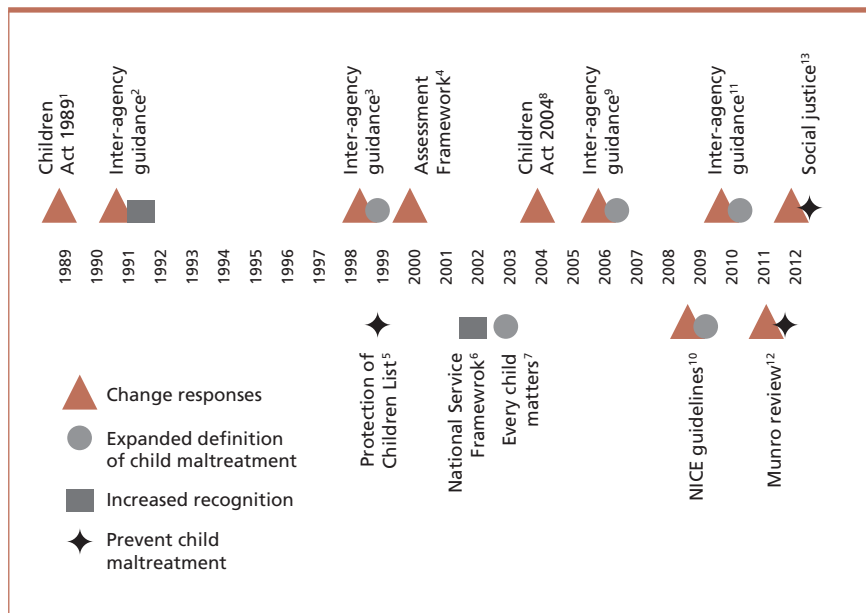 Children
Act 1989¹
Inter-agency
guidance²
Inter-agency
guidance³
Assessment
Framework⁴
Children
Act 2004⁸
Inter-agency
guidance⁹
Inter-agency
guidance¹¹
Social justice¹³
1989
1990
1991
1992
1993
1994
1995
1996
1997
1998
1999
2000
2001
2002
2003
2004
2005
2006
2007
2008
2009
2010
2011
2012
Protection of
Children List⁵
National Service
Framewrok⁶
Every child
matters⁷
NICE guidelines¹⁰
Munro review¹²
Change responses
Expanded definition
of child maltreatment
Increased recognition
Prevent child
maltreatment